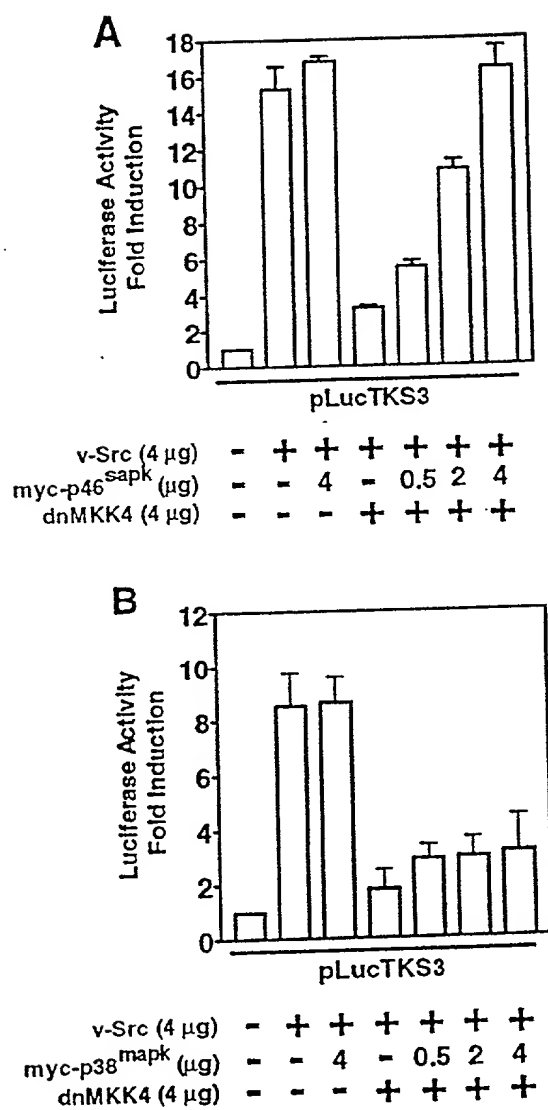 A
Luciferase Activity
Fold Induction
18
16
14
12
10
8
6
4
2
0
pLucTKS3
v-Src (4 µg) - + + + + + +
myc-p46sapk (µg) - - 4 - 0.5 2 4
dnMKK4 (4 µg) - - - + + + +
B
Luciferase Activity
Fold Induction
12
10
8
6
4
2
0
pLucTKS3
v-Src (4 µg) - + + + + + +
myc-p38mapk (µg) - - 4 - 0.5 2 4
dnMKK4 (4 µg) - - - + + + +